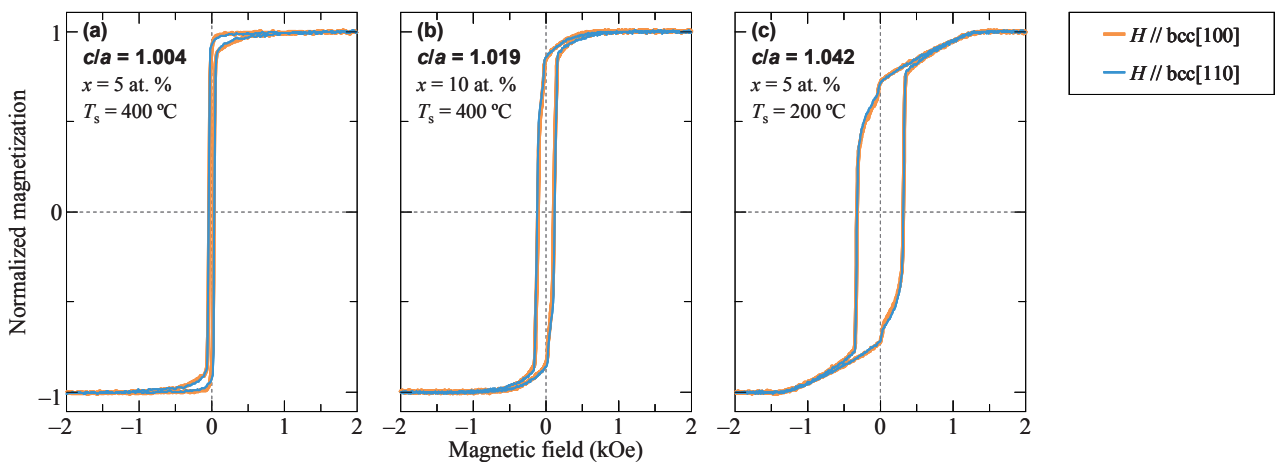 (a)
c/a = 1.004
x = 5 at. %
Ts = 400 ºC
(b)
c/a = 1.019
x = 10 at. %
Ts = 400 ºC
(c)
c/a = 1.042
x = 5 at. %
Ts = 200 ºC
H // bcc[100]
H // bcc[110]
Normalized magnetization
1
0
−1
−2 −1 0 1 2
−2 −1 0 1 2
−2 −1 0 1 2
Magnetic field (kOe)